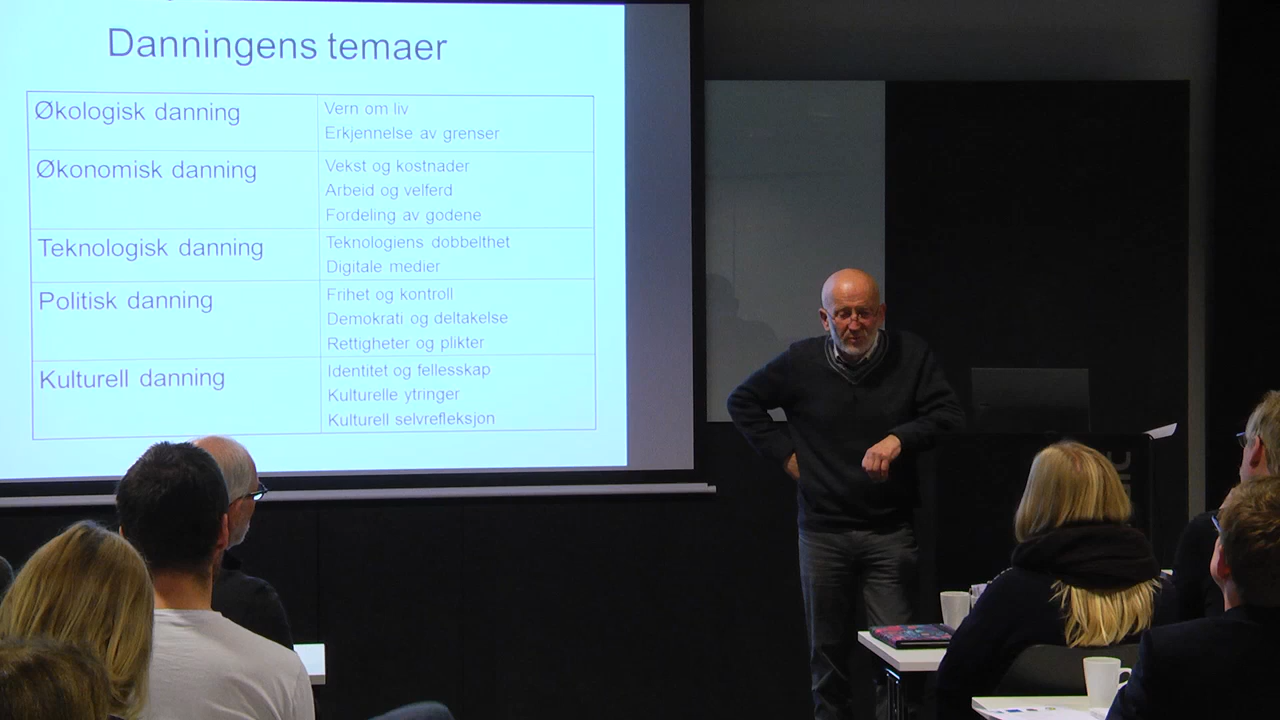 Danningens temaer
Økologisk danning
Vern om liv
Erkjennelse av grenser
Økonomisk danning
Vekst og kostnader
Arbeid og velferd
Fordeling av godene
Teknologisk danning
Teknologiens dobbelthet
Digitale medier
Politisk danning
Frihet og kontroll
Demokrati og deltakelse
Rettigheter og plikter
Kulturell danning
Identitet og fellesskap
Kulturelle ytringer
Kulturell selvrefleksjon